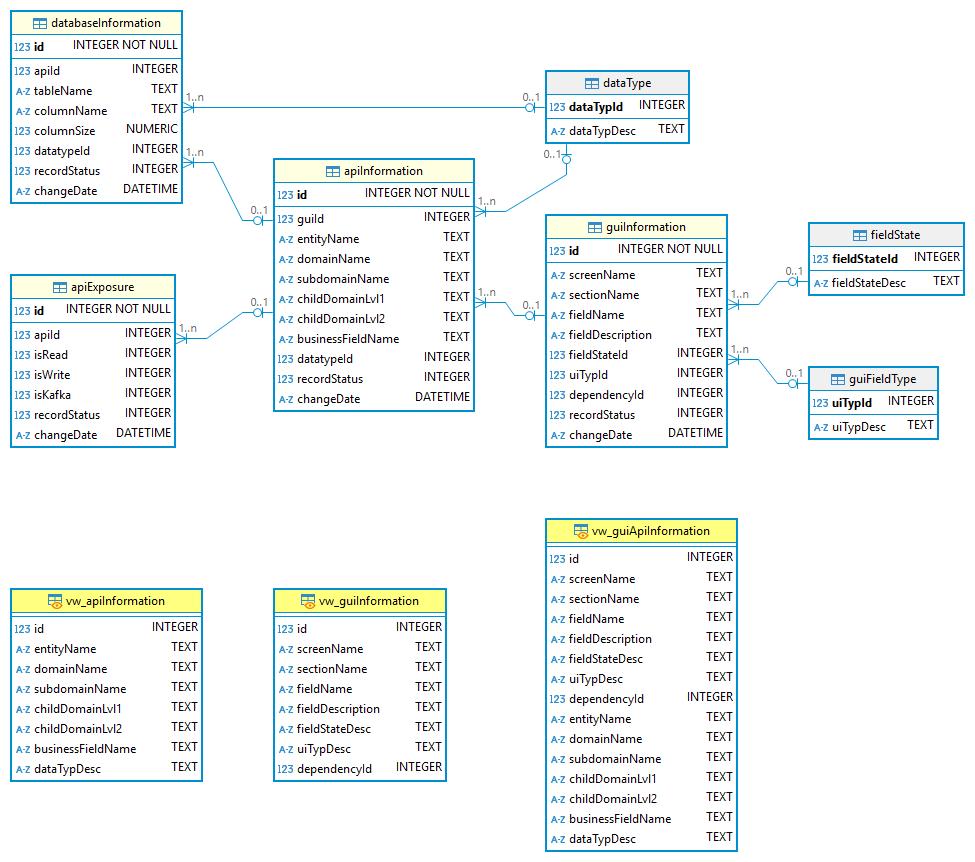 databaseInformation
123 id INTEGER NOT NULL
123 apiId INTEGER
A-Z tableName TEXT
A-Z columnName TEXT
123 columnSize NUMERIC
123 datatypeId INTEGER
123 recordStatus INTEGER
A-Z changeDate DATETIME
1..n
0..1
1..n
0..1
dataType
123 dataTypId INTEGER
A-Z dataTypDesc TEXT
0..1
1..n
apiInformation
123 id INTEGER NOT NULL
123 guiId INTEGER
A-Z entityName TEXT
A-Z domainName TEXT
A-Z subdomainName TEXT
A-Z childDomainLvl1 TEXT
A-Z childDomainLvl2 TEXT
A-Z businessFieldName TEXT
123 datatypeId INTEGER
123 recordStatus INTEGER
A-Z changeDate DATETIME
1..n
0..1
guiInformation
123 id INTEGER NOT NULL
A-Z screenName TEXT
A-Z sectionName TEXT
A-Z fieldName TEXT
A-Z fieldDescription TEXT
123 fieldStateId INTEGER
123 uiTypId INTEGER
123 dependencyId INTEGER
123 recordStatus INTEGER
A-Z changeDate DATETIME
1..n
0..1
1..n
0..1
fieldState
123 fieldStateId INTEGER
A-Z fieldStateDesc TEXT
guiFieldType
123 uiTypId INTEGER
A-Z uiTypDesc TEXT
apiExposure
123 id INTEGER NOT NULL
123 apiId INTEGER
123 isRead INTEGER
123 isWrite INTEGER
123 isKafka INTEGER
123 recordStatus INTEGER
A-Z changeDate DATETIME
1..n
0..1
vw_apiInformation
123 id INTEGER
A-Z entityName TEXT
A-Z domainName TEXT
A-Z subdomainName TEXT
A-Z childDomainLvl1 TEXT
A-Z childDomainLvl2 TEXT
A-Z businessFieldName TEXT
A-Z dataTypDesc TEXT
vw_guiInformation
123 id INTEGER
A-Z screenName TEXT
A-Z sectionName TEXT
A-Z fieldName TEXT
A-Z fieldDescription TEXT
A-Z fieldStateDesc TEXT
A-Z uiTypDesc TEXT
123 dependencyId INTEGER
vw_guiApiInformation
123 id INTEGER
A-Z screenName TEXT
A-Z sectionName TEXT
A-Z fieldName TEXT
A-Z fieldDescription TEXT
A-Z fieldStateDesc TEXT
A-Z uiTypDesc TEXT
123 dependencyId INTEGER
A-Z entityName TEXT
A-Z domainName TEXT
A-Z subdomainName TEXT
A-Z childDomainLvl1 TEXT
A-Z childDomainLvl2 TEXT
A-Z businessFieldName TEXT
A-Z dataTypDesc TEXT